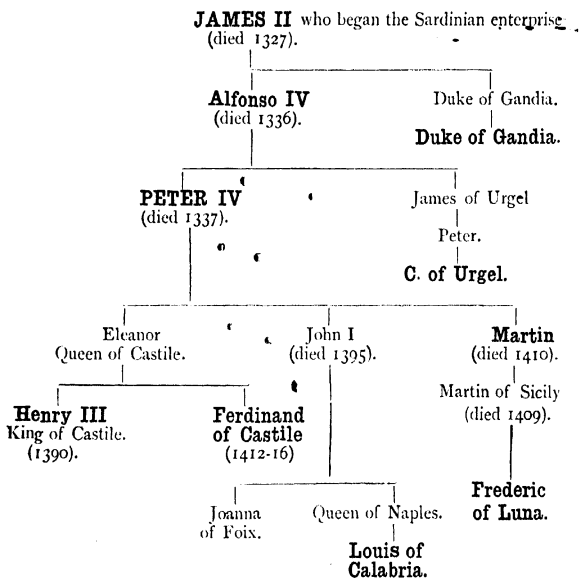 JAMES II who began the Sardinian enterprise
(died 1327).
Alfonso IV
(died 1336).
Duke of Gandia.
Duke of Gandia.
PETER IV
(died 1337).
James of Urgel
Peter.
C. of Urgel.
Eleanor
Queen of Castile.
John I
(died 1395).
Martin
(died 1410).
Henry III
King of Castile.
(1390).
Ferdinand
of Castile
(1412-16)
Martin of Sicily
(died 1409).
Joanna
of Foix.
Queen of Naples.
Frederic
of Luna.
Louis of
Calabria.